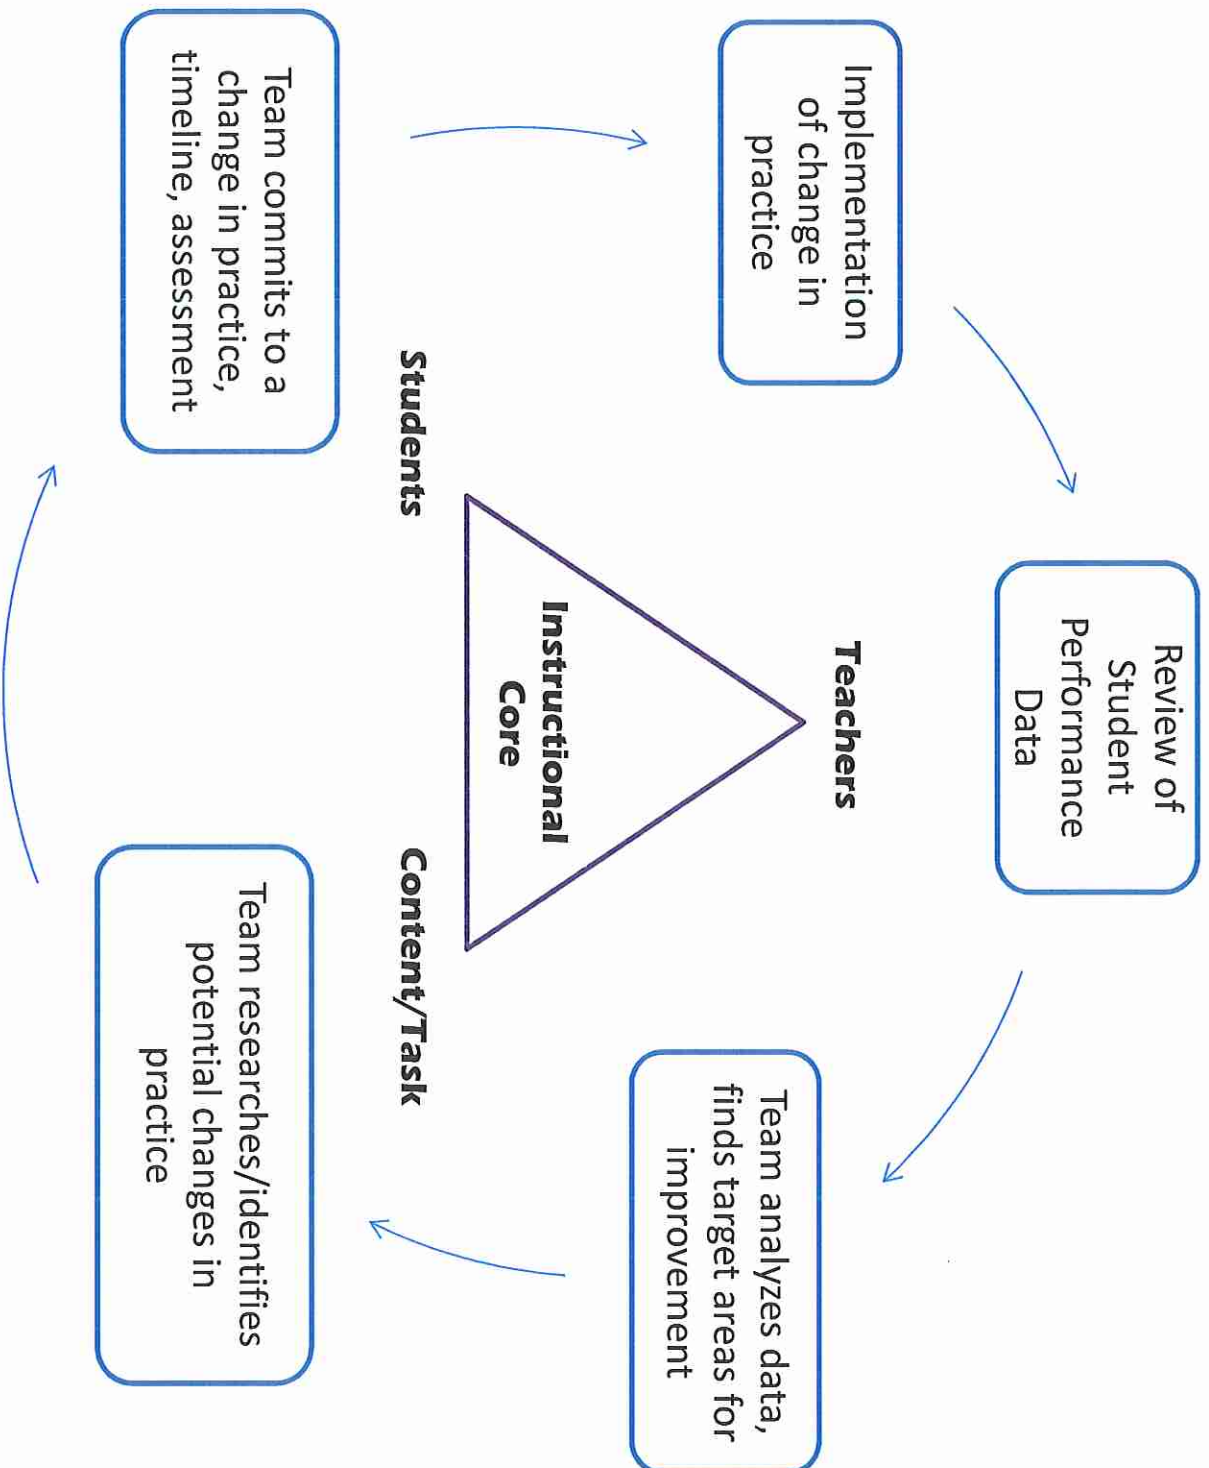 Review of
Student
Performance
Data
Team analyzes data,
finds target areas for
improvement
Team researches/identifies
potential changes in
practice
Team commits to a
change in practice,
timeline, assessment
Implementation
of change in
practice
Teachers
Instructional
Core
Students
Content/Task